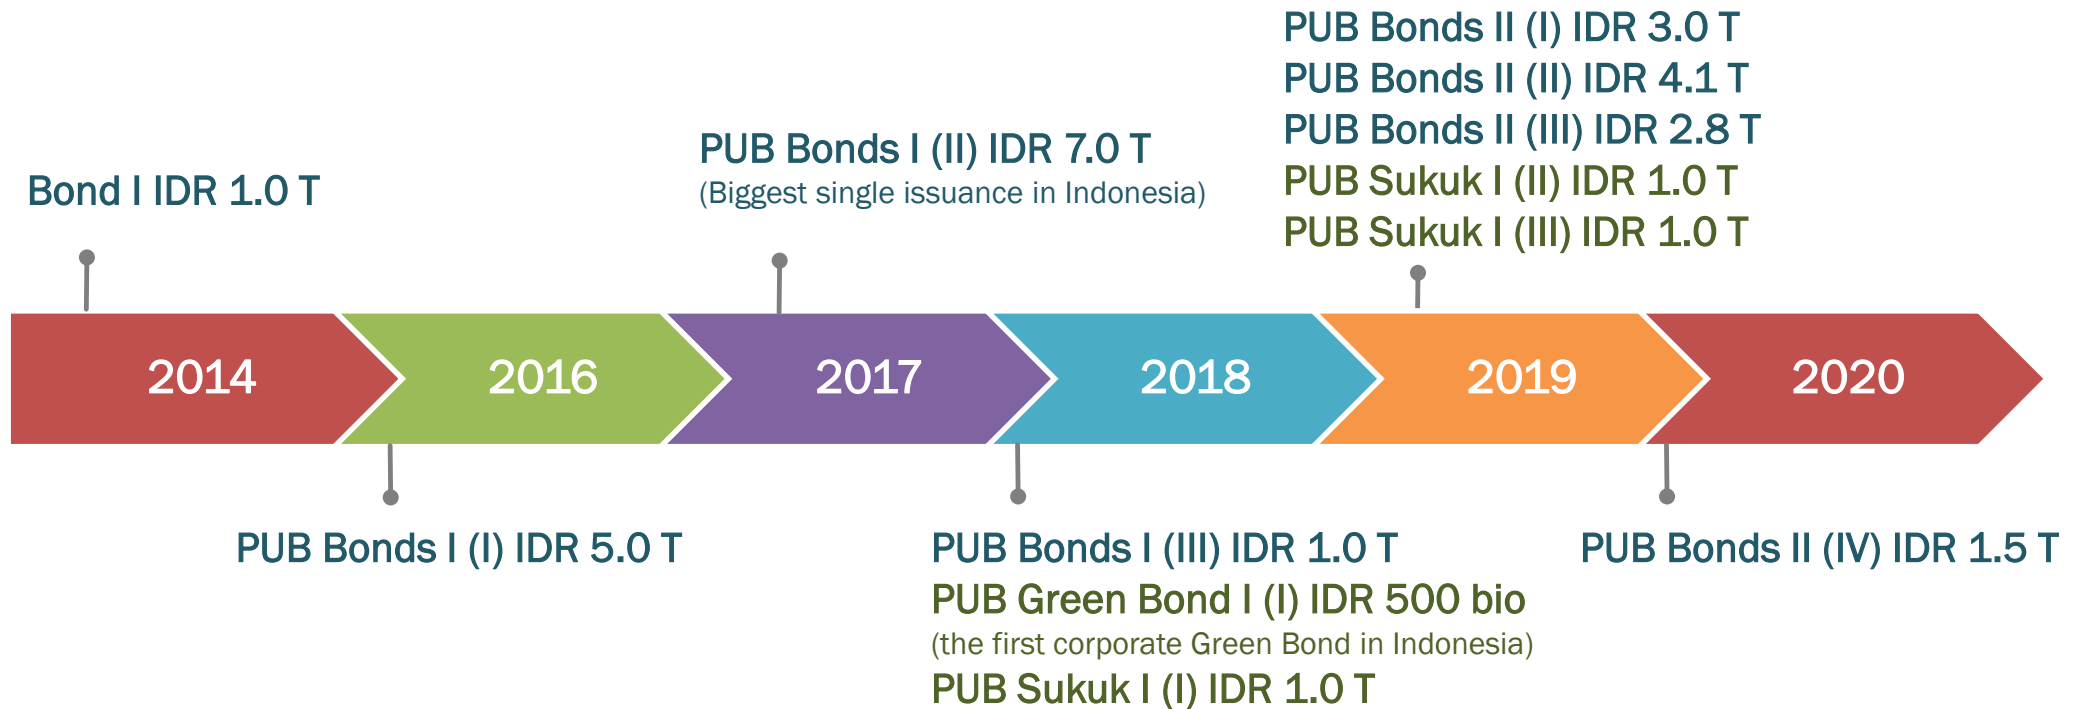 PUB Bonds II (I) IDR 3.0 T
PUB Bonds II (II) IDR 4.1 T
PUB Bonds II (III) IDR 2.8 T
PUB Sukuk I (II) IDR 1.0 T
PUB Sukuk I (III) IDR 1.0 T
PUB Bonds I (II) IDR 7.0 T
(Biggest single issuance in Indonesia)
Bond I IDR 1.0 T
2014
2016
2017
2018
2019
2020
PUB Bonds I (I) IDR 5.0 T
PUB Bonds I (III) IDR 1.0 T
PUB Green Bond I (I) IDR 500 bio
(the first corporate Green Bond in Indonesia)
PUB Sukuk I (I) IDR 1.0 T
PUB Bonds II (IV) IDR 1.5 T